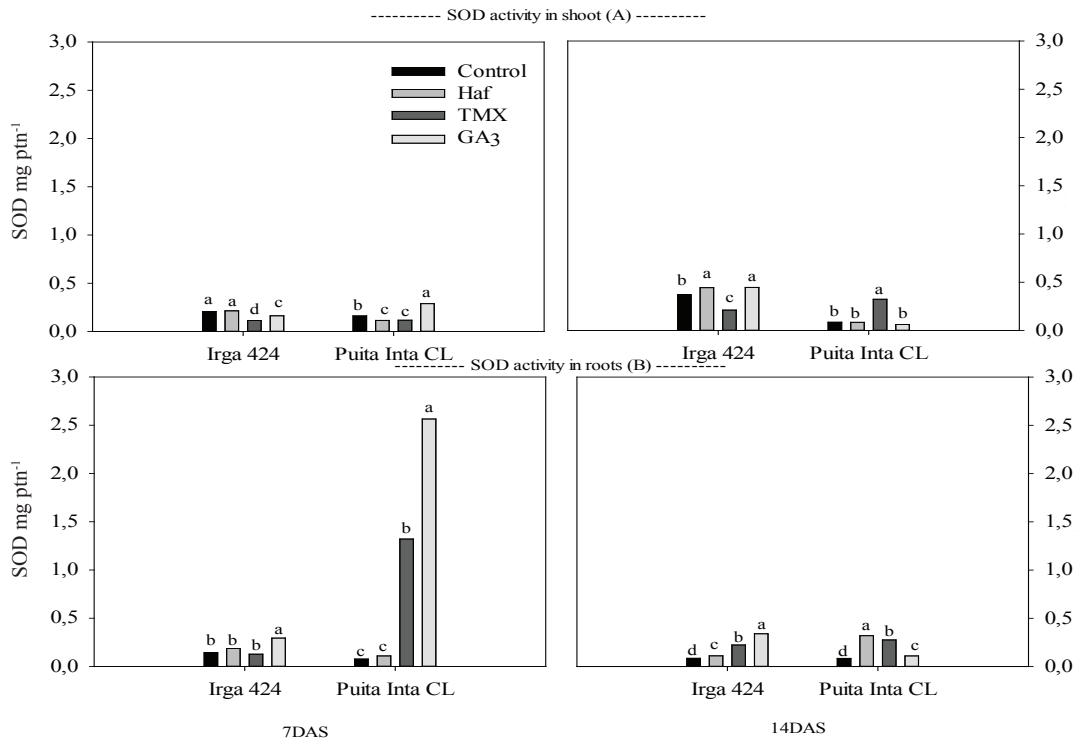 ---------- SOD activity in shoot (A) ----------
3,0
2,5
2,0
1,5
1,0
0,5
0,0
SOD mg ptn-1
Control
Haf
TMX
GA3
a a d c
b c c a
Irga 424 Puita Inta CL
b a c a
b b a b
Irga 424 Puita Inta CL
3,0
2,5
2,0
1,5
1,0
0,5
0,0
---------- SOD activity in roots (B) ----------
3,0
2,5
2,0
1,5
1,0
0,5
0,0
SOD mg ptn-1
b b b a
c c b a
Irga 424 Puita Inta CL
7DAS
d c b a
d a b c
Irga 424 Puita Inta CL
14DAS
3,0
2,5
2,0
1,5
1,0
0,5
0,0